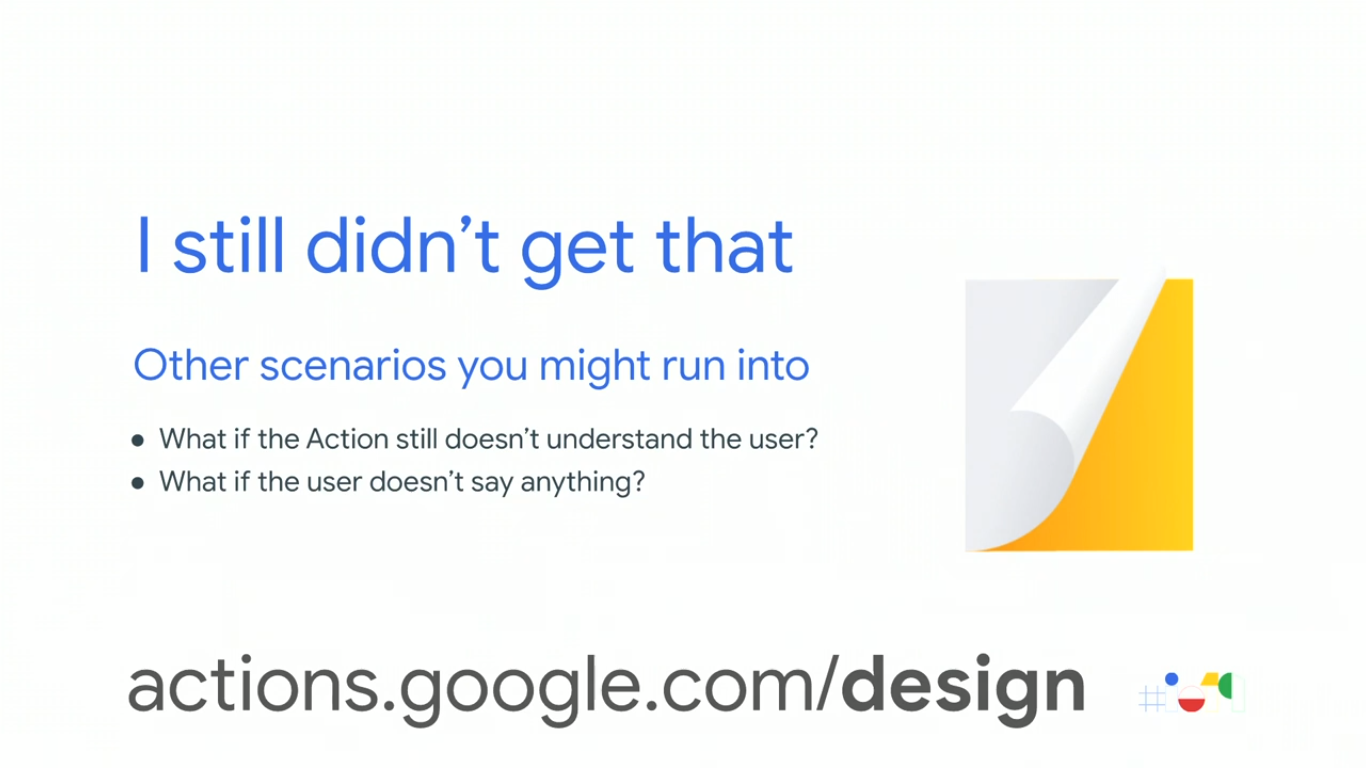 I still didn’t get that
Other scenarios you might run into
● What if the Action still doesn’t understand the user?
● What if the user doesn’t say anything?
actions.google.com/design
#io19